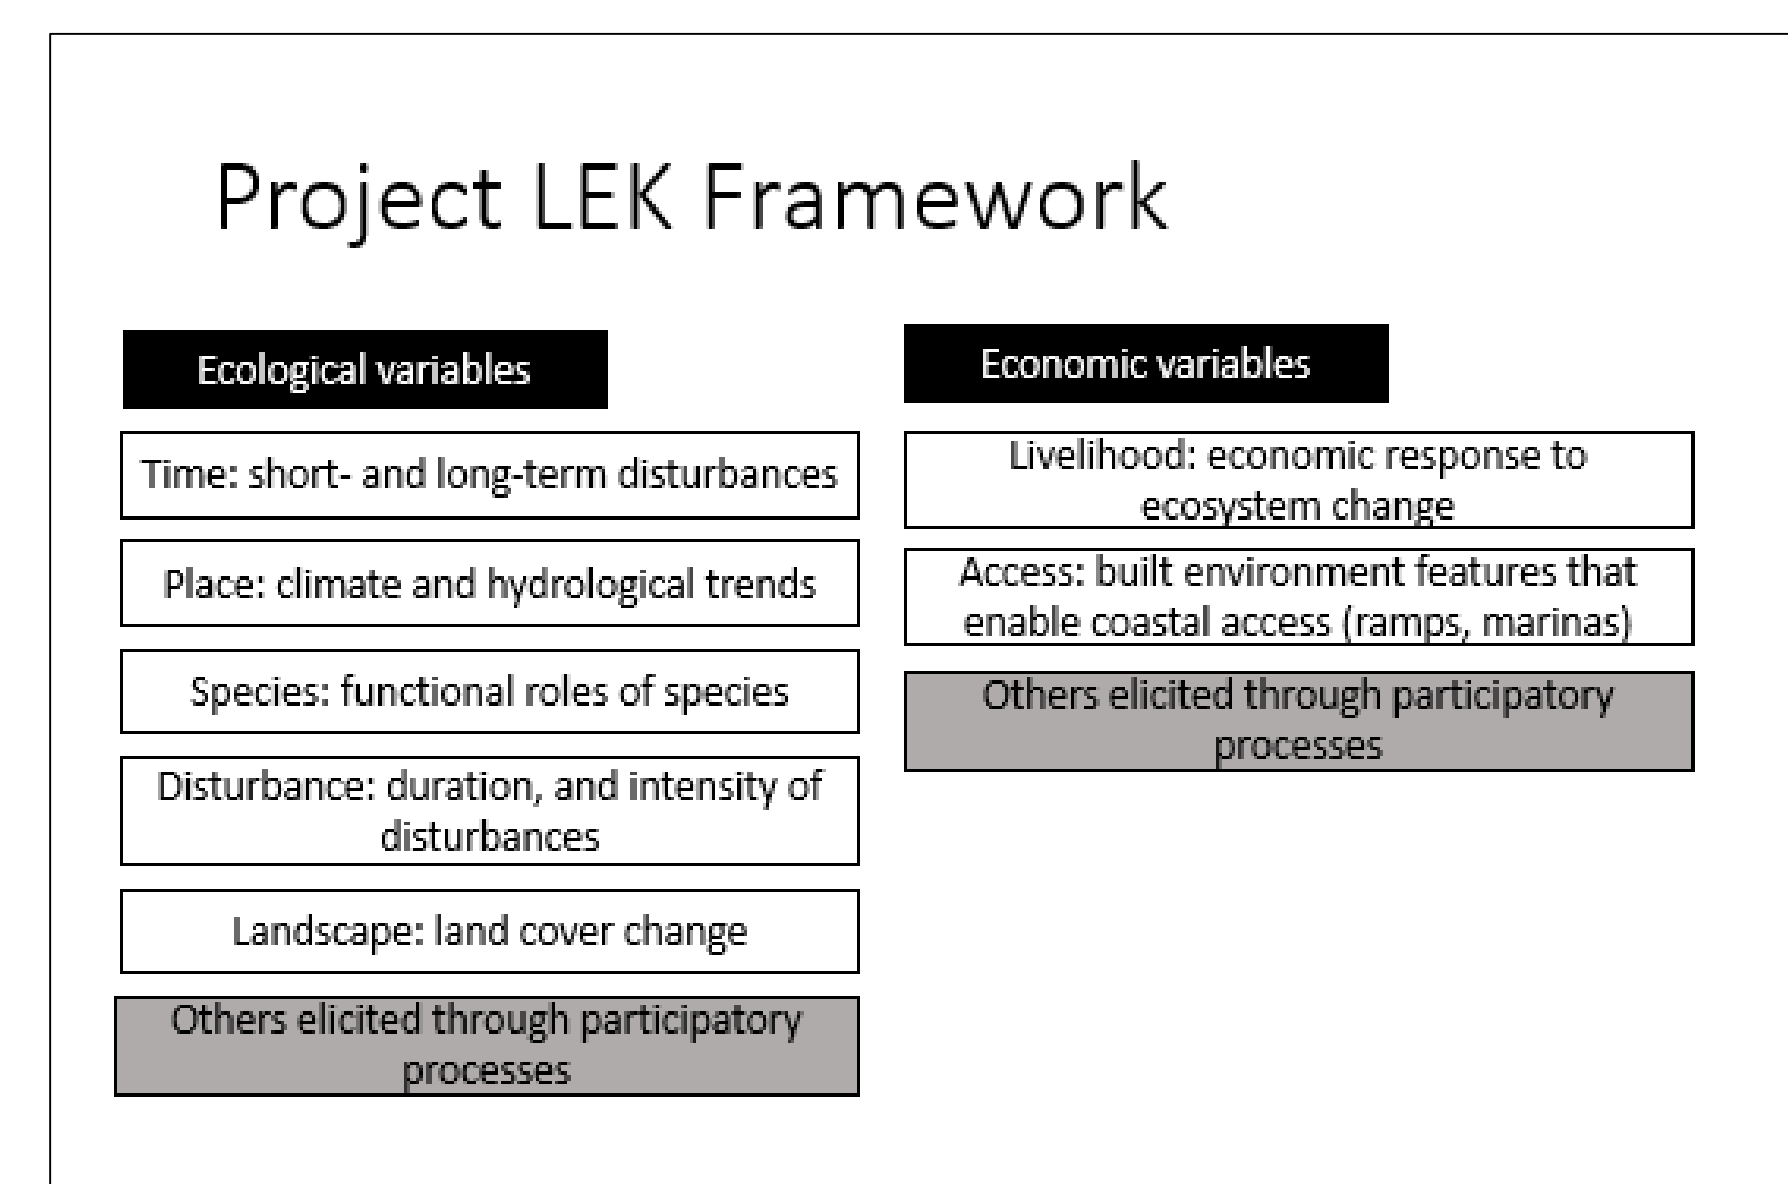 Project LEK Framework
Ecological variables
Time: short- and long-term disturbances
Place: climate and hydrological trends
Species: functional roles of species
Disturbance: duration, and intensity of
disturbances
Landscape: land cover change
Others elicited through participatory
processes
Economic variables
Livelihood: economic response to
ecosystem change
Access: built environment features that
enable coastal access (ramps, marinas)
Others elicited through participatory
processes